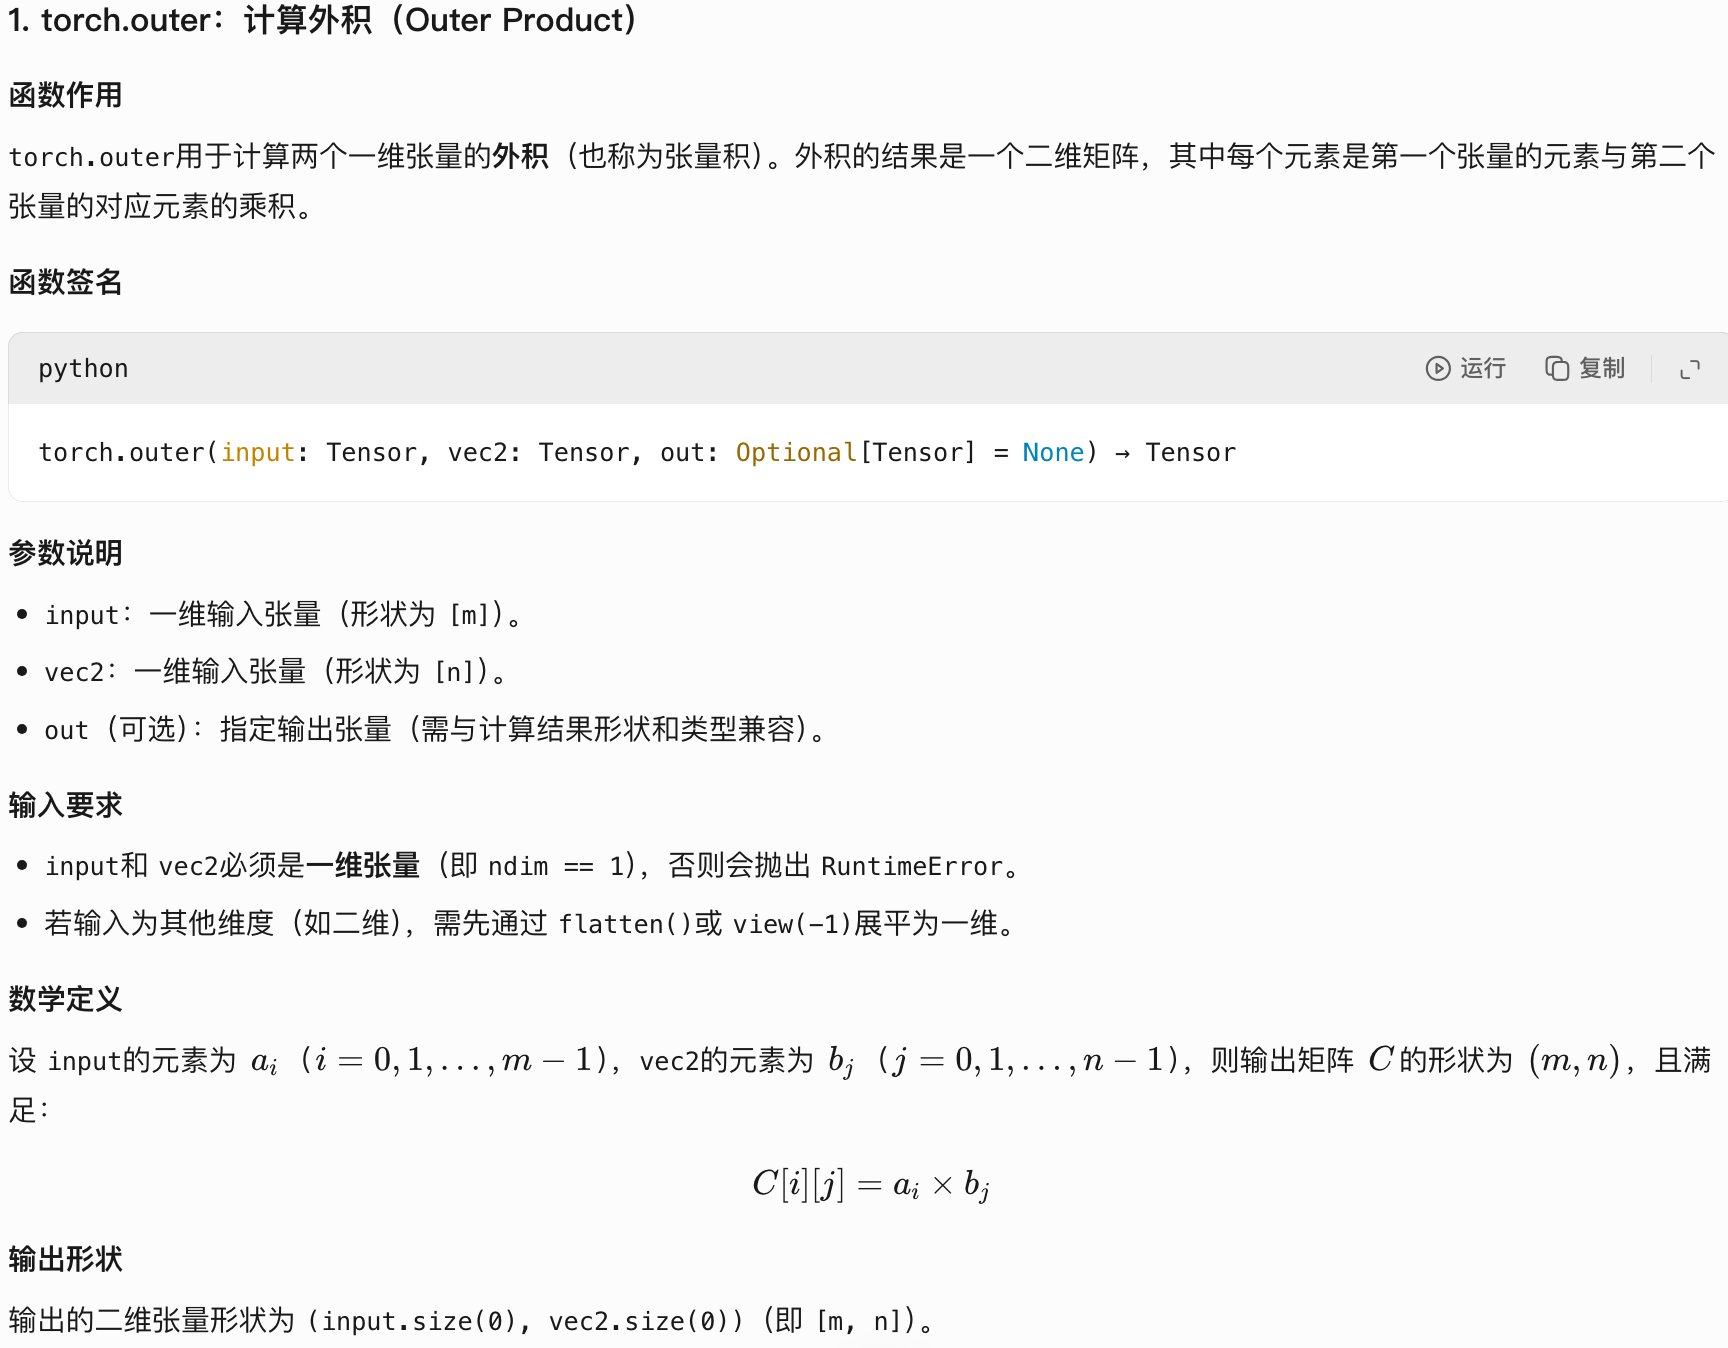 1. torch.outer：计算外积（Outer Product）
函数作用
torch.outer用于计算两个一维张量的外积（也称为张量积）。外积的结果是一个二维矩阵，其中每个元素是第一个张量的元素与第二个
张量的对应元素的乘积。
函数签名
python 运行 复制
torch.outer(input: Tensor, vec2: Tensor, out: Optional[Tensor] = None) → Tensor
参数说明
• input：一维输入张量（形状为 [m]）。
• vec2：一维输入张量（形状为 [n]）。
• out（可选）：指定输出张量（需与计算结果形状和类型兼容）。
输入要求
• input和 vec2必须是一维张量（即 ndim == 1），否则会抛出 RuntimeError。
• 若输入为其他维度（如二维），需先通过 flatten()或 view(-1)展平为一维。
数学定义
设 input的元素为 a_i（i = 0, 1, …, m − 1），vec2的元素为 b_j（j = 0, 1, …, n − 1），则输出矩阵 C 的形状为 (m, n)，且满
足：
C[i][j] = a_i × b_j
输出形状
输出的二维张量形状为 (input.size(0), vec2.size(0))（即 [m, n]）。